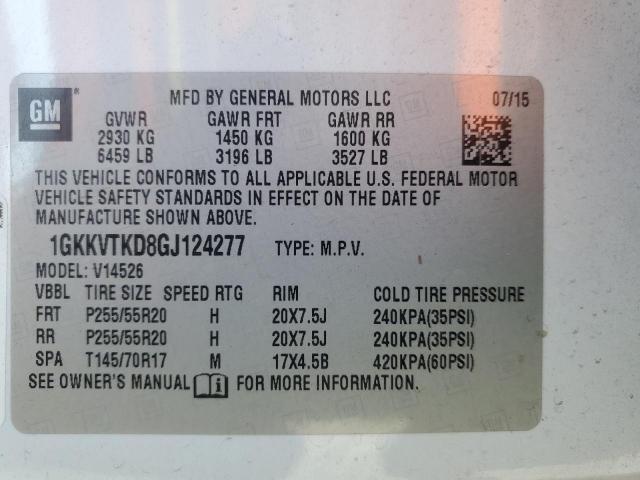 GM
MFD BY GENERAL MOTORS LLC 07/15
GVWR GAWR FRT GAWR RR
2930 KG 1450 KG 1600 KG
6459 LB 3196 LB 3527 LB
THIS VEHICLE CONFORMS TO ALL APPLICABLE U.S. FEDERAL MOTOR
VEHICLE SAFETY STANDARDS IN EFFECT ON THE DATE OF
MANUFACTURE SHOWN ABOVE.
1GKKVTKD8GJ124277 TYPE: M.P.V.
MODEL: V14526
VBBL TIRE SIZE SPEED RTG RIM COLD TIRE PRESSURE
FRT P255/55R20 H 20X7.5J 240KPA(35PSI)
RR P255/55R20 H 20X7.5J 240KPA(35PSI)
SPA T145/70R17 M 17X4.5B 420KPA(60PSI)
SEE OWNER'S MANUAL FOR MORE INFORMATION.